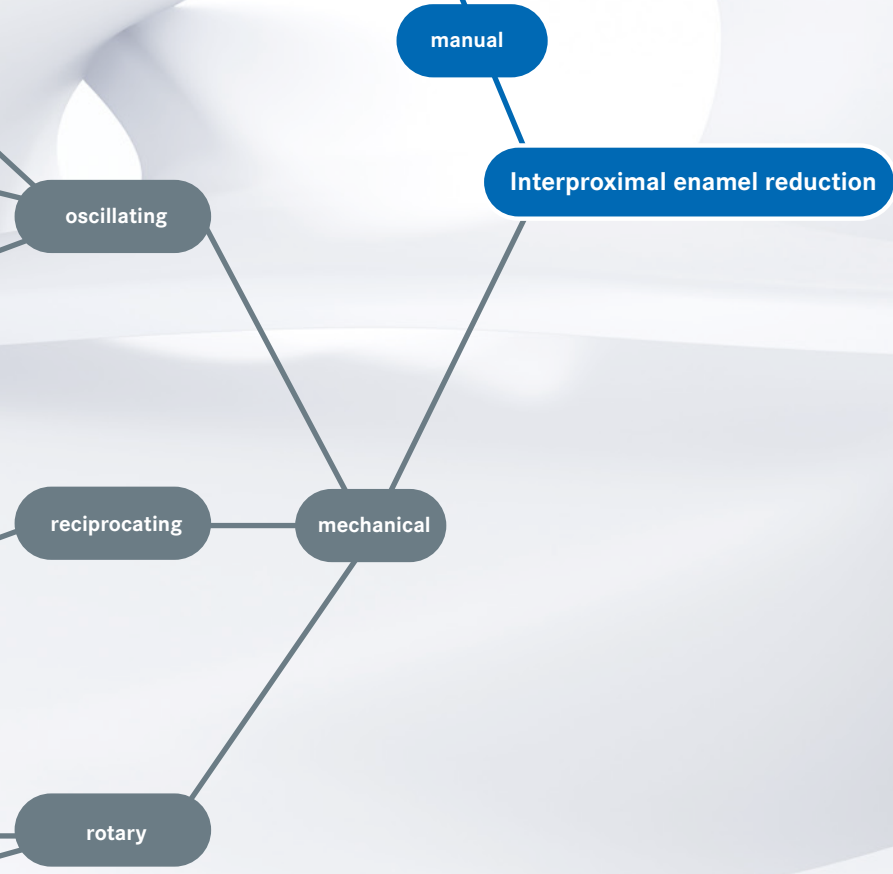 manual
Interproximal enamel reduction
oscillating
reciprocating
mechanical
rotary